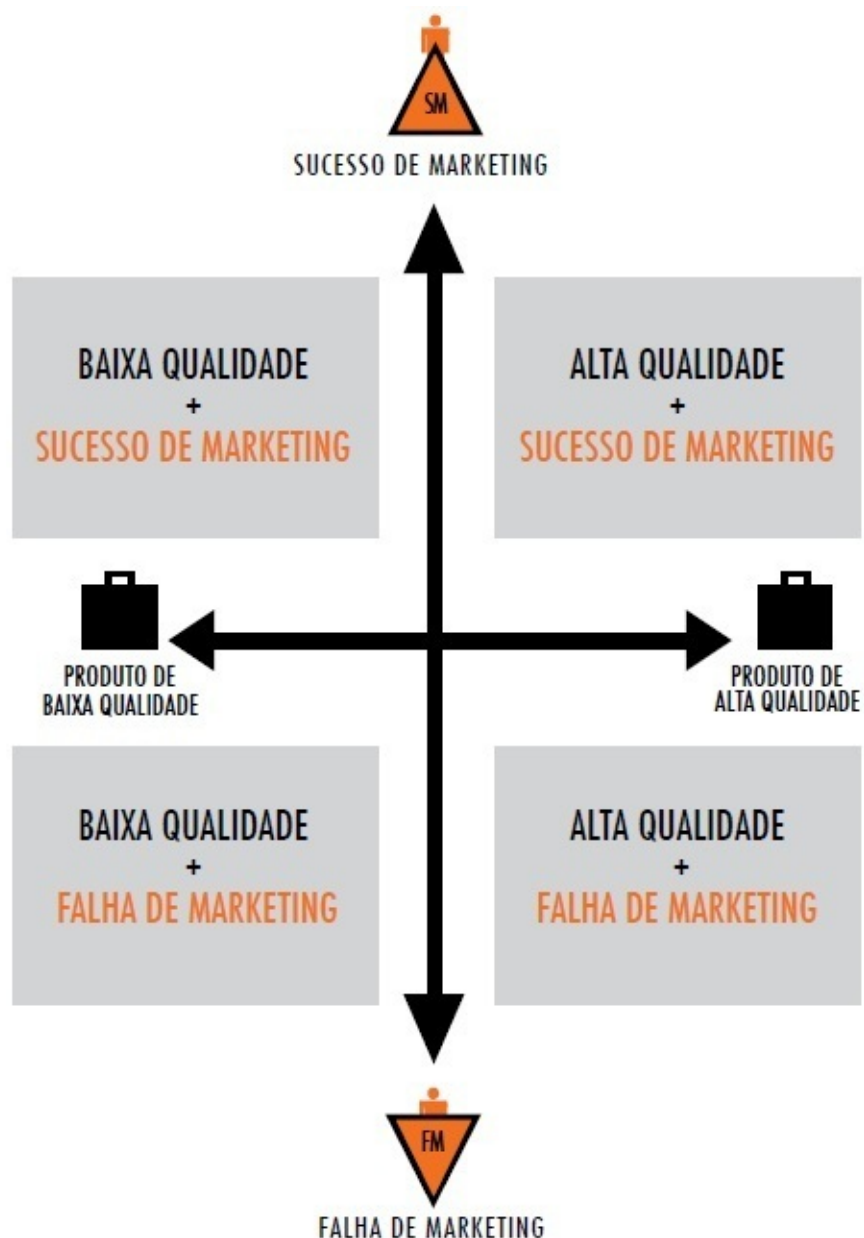 SM
SUCESSO DE MARKETING
BAIXA QUALIDADE
+
SUCESSO DE MARKETING
ALTA QUALIDADE
+
SUCESSO DE MARKETING
PRODUTO DE
BAIXA QUALIDADE
PRODUTO DE
ALTA QUALIDADE
BAIXA QUALIDADE
+
FALHA DE MARKETING
ALTA QUALIDADE
+
FALHA DE MARKETING
FM
FALHA DE MARKETING